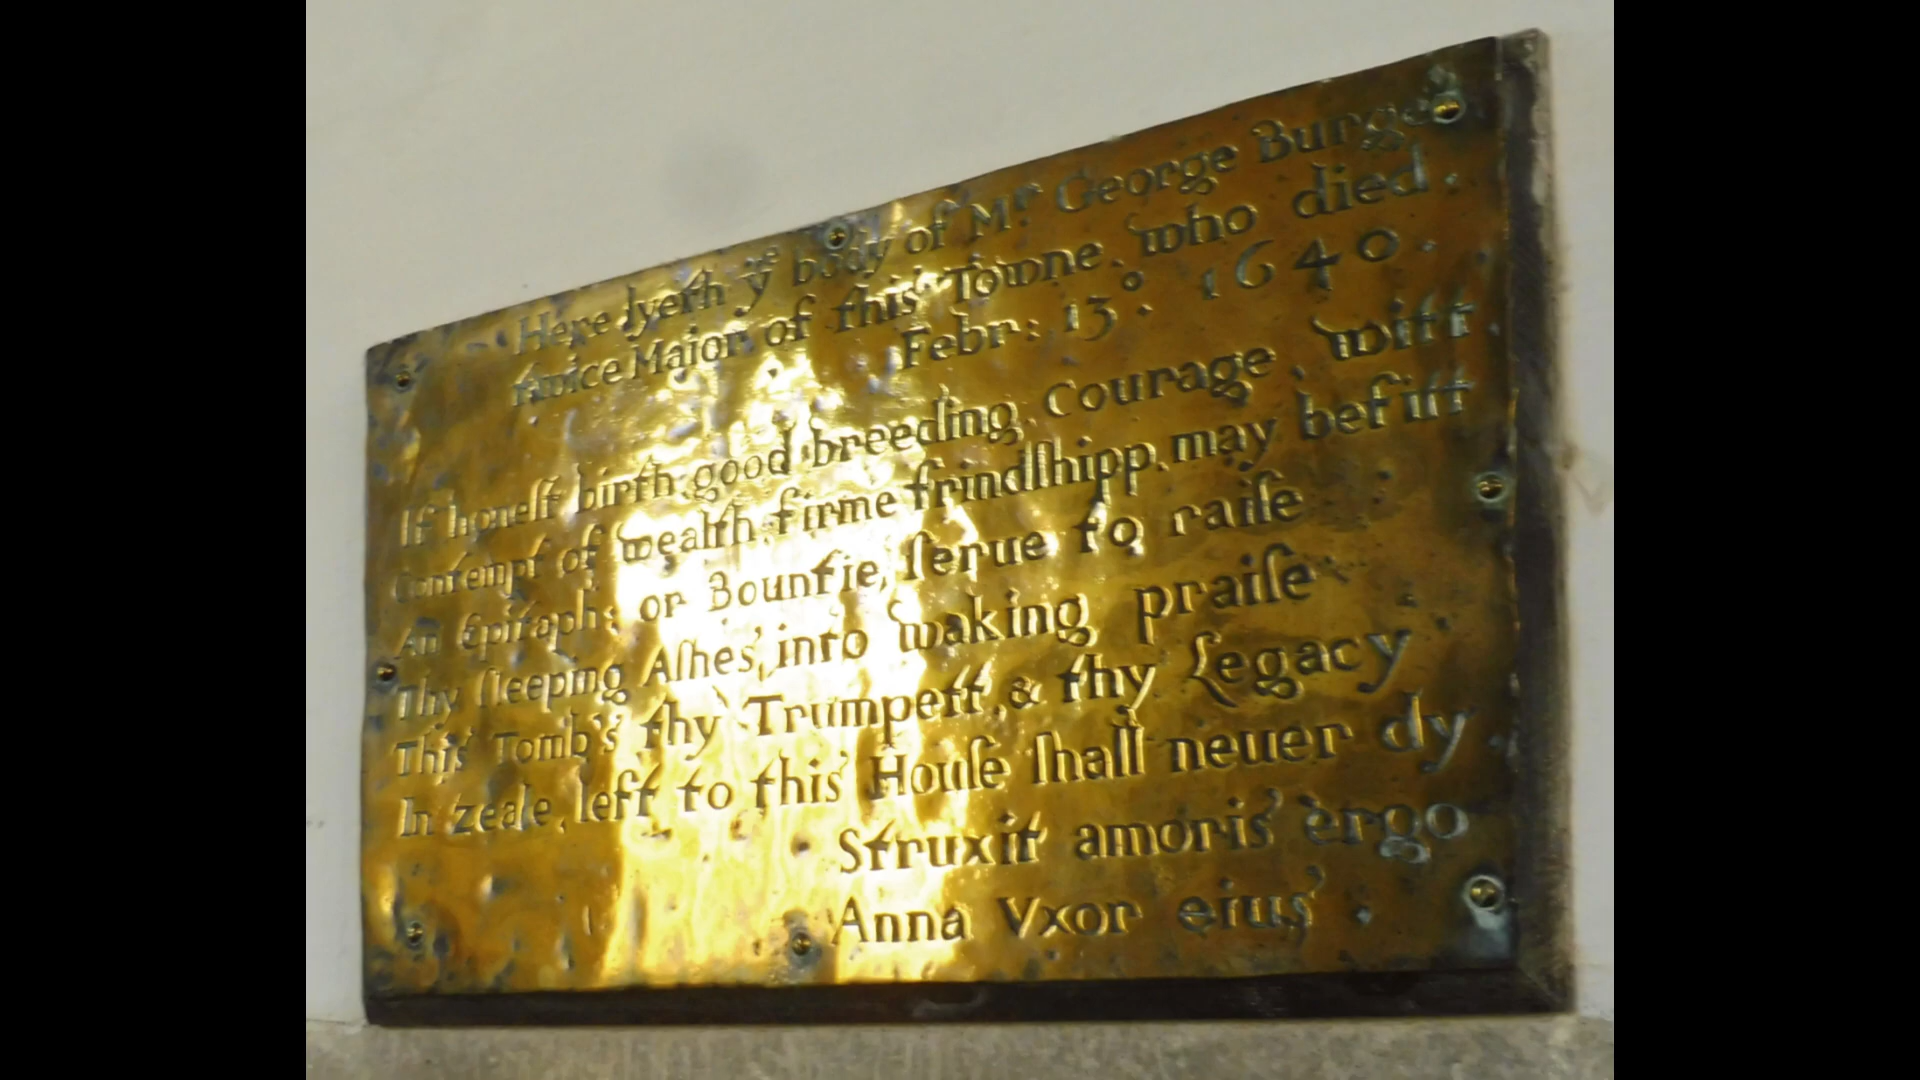 Here lyeth yͤ body of Mʳ George
twice Maior of this Towne, who died.
Febr: 13° 1640.
If honeſt birth, good breeding, Courage, witt,
Contempt of wealth, firme frindſhipp, may befitt
An Epitaph; or Bountie, ſerue to raiſe
Thy ſleeping Aſhes, into waking praiſe
This Tomb's thy Trumpett, & thy Legacy
In zeale, left to this Houſe ſhall neuer dy.
Struxit amoris ergo
Anna Vxor eius.